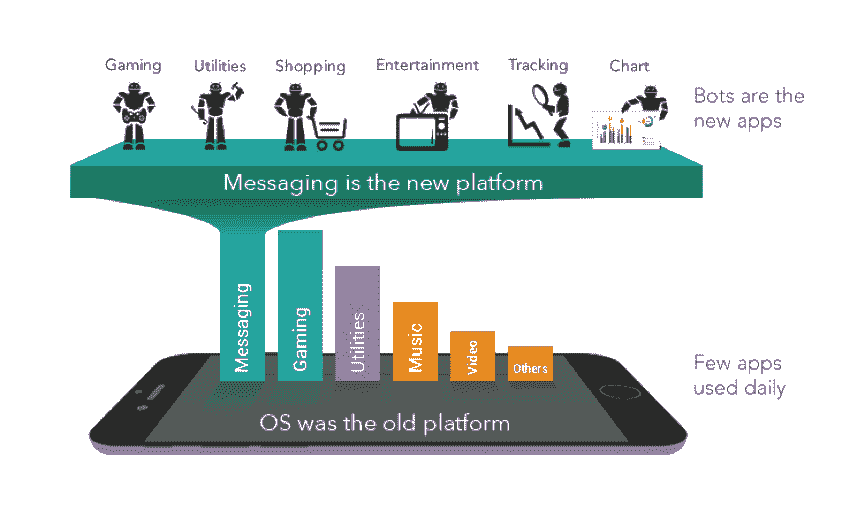 Gaming
Utilities
Shopping
Entertainment
Tracking
Chart
Bots are the
new apps
Messaging is the new platform
Messaging
Gaming
Utilities
Music
Video
Others
Few apps
used daily
OS was the old platform